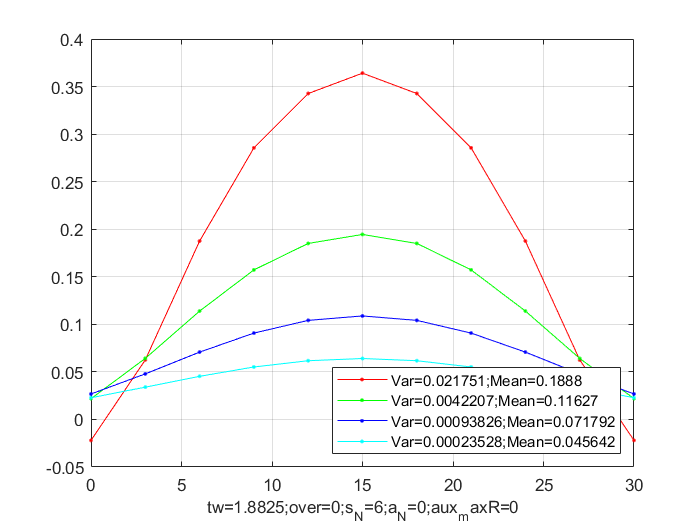 0.4
0.35
0.3
0.25
0.2
0.15
0.1
0.05
0
-0.05
Var=0.021751;Mean=0.1888
Var=0.0042207;Mean=0.11627
Var=0.00093826;Mean=0.071792
Var=0.00023528;Mean=0.045642
0 5 10 15 20 25 30
tw=1.8825;over=0;s_N=6;a_N=0;aux_maxR=0